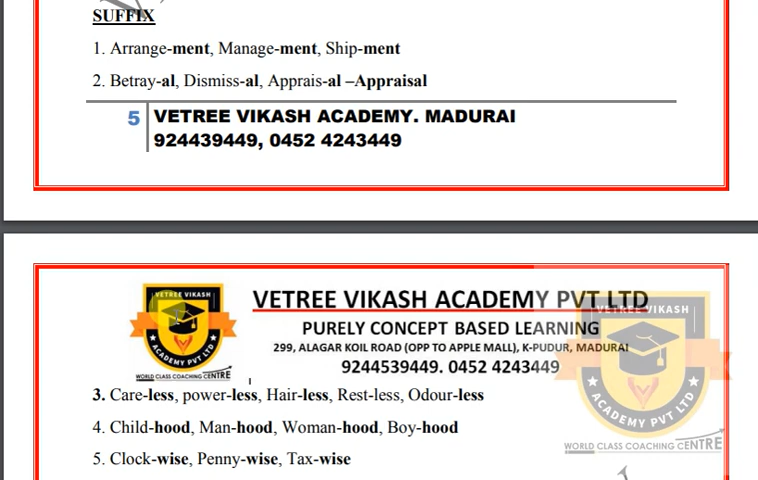 SUFFIX
1. Arrange-ment, Manage-ment, Ship-ment
2. Betray-al, Dismiss-al, Apprais-al –Appraisal
5 VETREE VIKASH ACADEMY. MADURAI
924439449, 0452 4243449
VETREE VIKASH
ACADEMY PVT LTD
WORLD CLASS COACHING CENTRE
VETREE VIKASH ACADEMY PVT LTD
PURELY CONCEPT BASED LEARNING
299, ALAGAR KOIL ROAD (OPP TO APPLE MALL), K-PUDUR, MADURAI
9244539449. 0452 4243449
VETREE VIKASH
ACADEMY PVT LTD
WORLD CLASS COACHING CENTRE
3. Care-less, power-less, Hair-less, Rest-less, Odour-less
4. Child-hood, Man-hood, Woman-hood, Boy-hood
5. Clock-wise, Penny-wise, Tax-wise